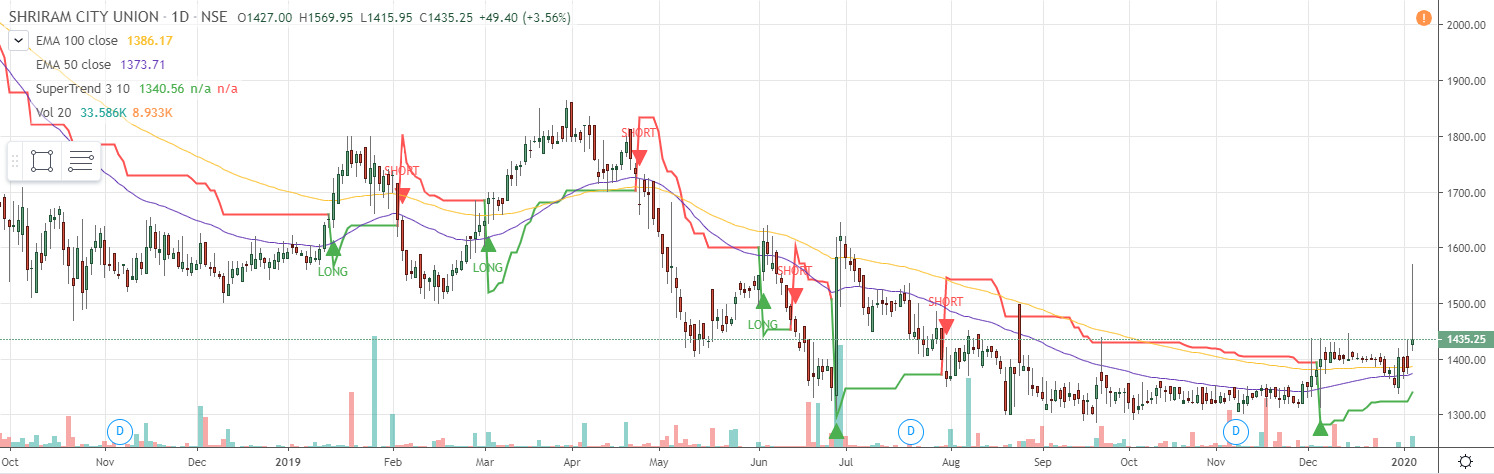 SHRIRAM CITY UNION · 1D · NSE O1427.00 H1569.95 L1415.95 C1435.25 +49.40 (+3.56%)
EMA 100 close 1386.17
EMA 50 close 1373.71
SuperTrend 3 10 1340.56 n/a n/a
Vol 20 33.586K 8.933K
2000.00
1900.00
1800.00
1700.00
1600.00
1500.00
1435.25
1400.00
1300.00
SHORT
SHORT
LONG
LONG
SHORT
LONG
SHORT
D
D
D
Oct Nov Dec 2019 Feb Mar Apr May Jun Jul Aug Sep Oct Nov Dec 2020